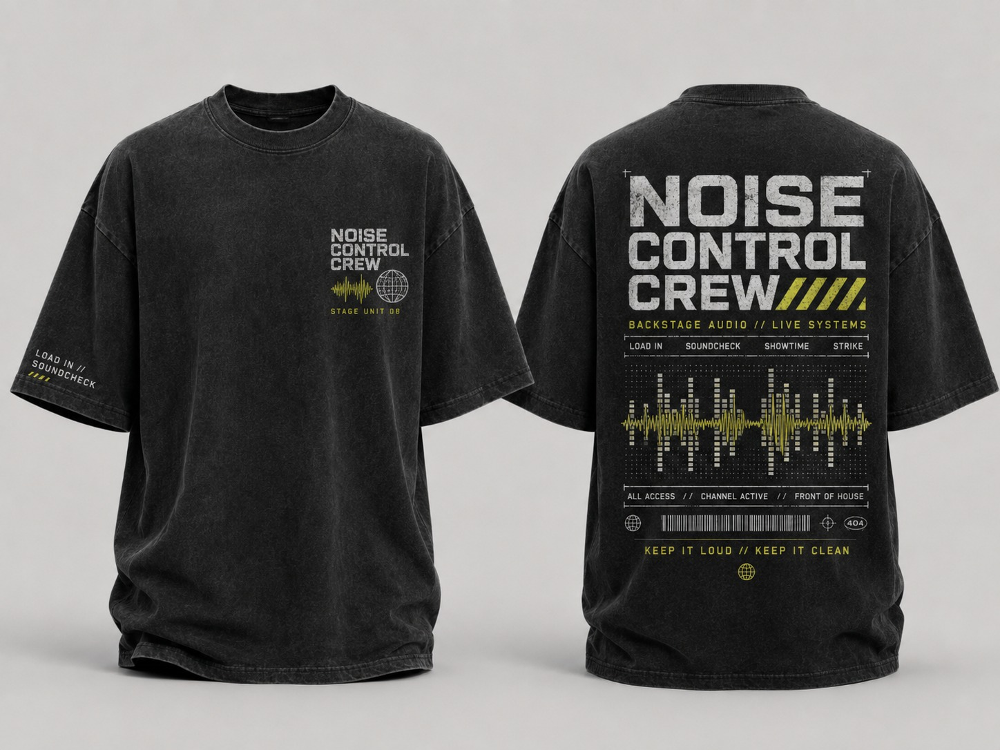 NOISE
CONTROL
CREW
STAGE UNIT 08
LOAD IN //
SOUNDCHECK
NOISE
CONTROL
CREW
BACKSTAGE AUDIO // LIVE SYSTEMS
LOAD IN SOUNDCHECK SHOWTIME STRIKE
ALL ACCESS // CHANNEL ACTIVE // FRONT OF HOUSE
404
KEEP IT LOUD // KEEP IT CLEAN